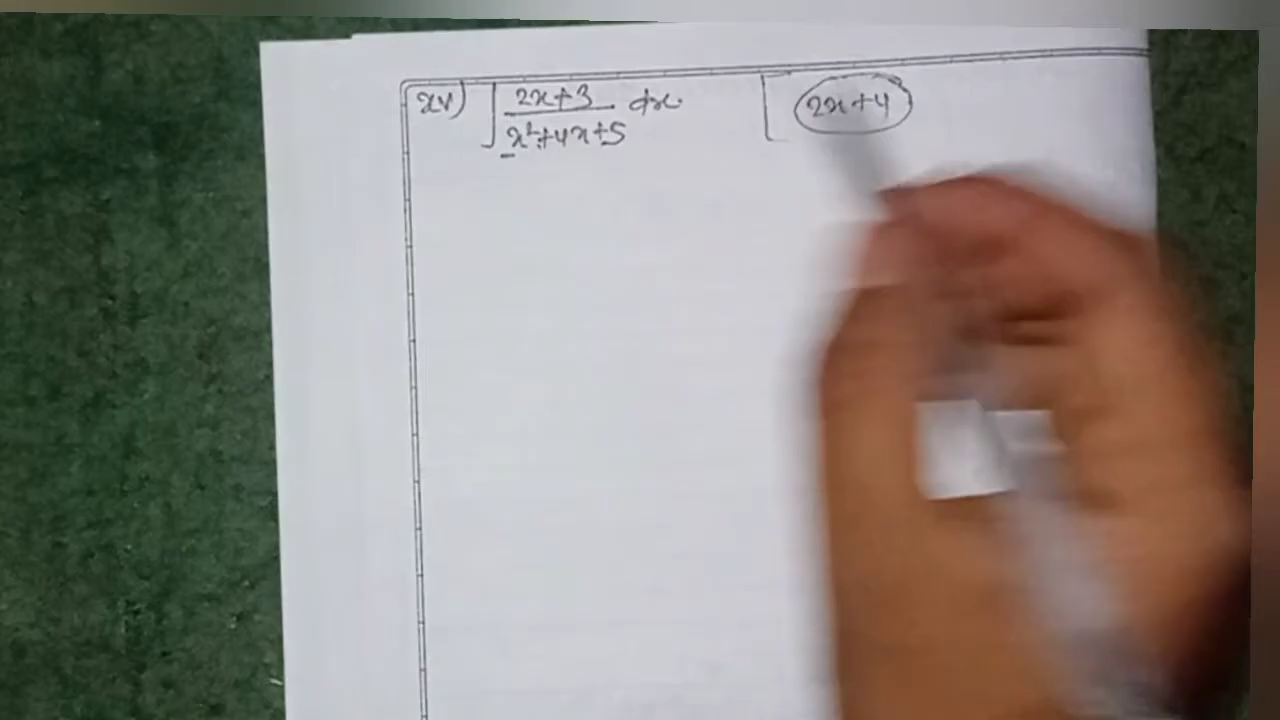 xv) ∫ (2x+3)/(x²+4x+5) dx. [ 2x+4